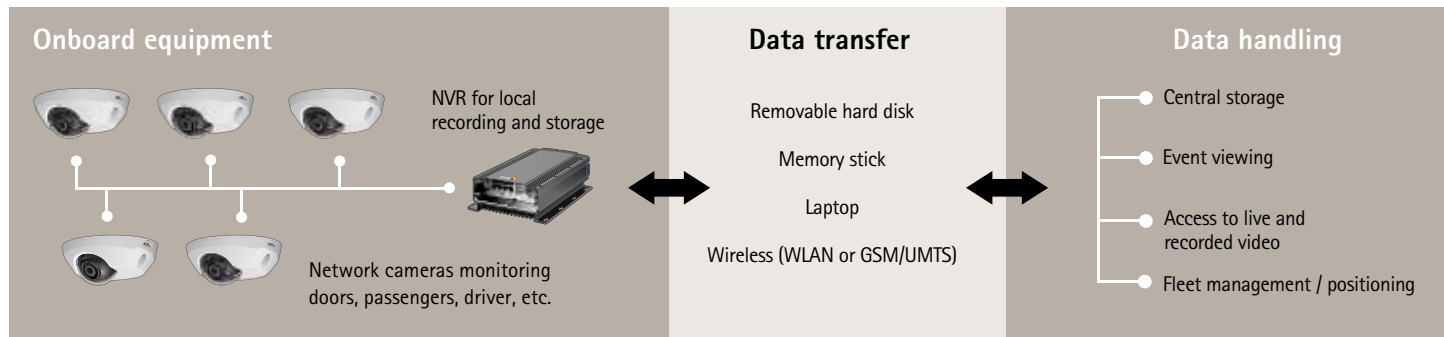 Onboard equipment
NVR for local
recording and storage
Network cameras monitoring
doors, passengers, driver, etc.
Data transfer
Removable hard disk
Memory stick
Laptop
Wireless (WLAN or GSM/UMTS)
Data handling
Central storage
Event viewing
Access to live and
recorded video
Fleet management / positioning